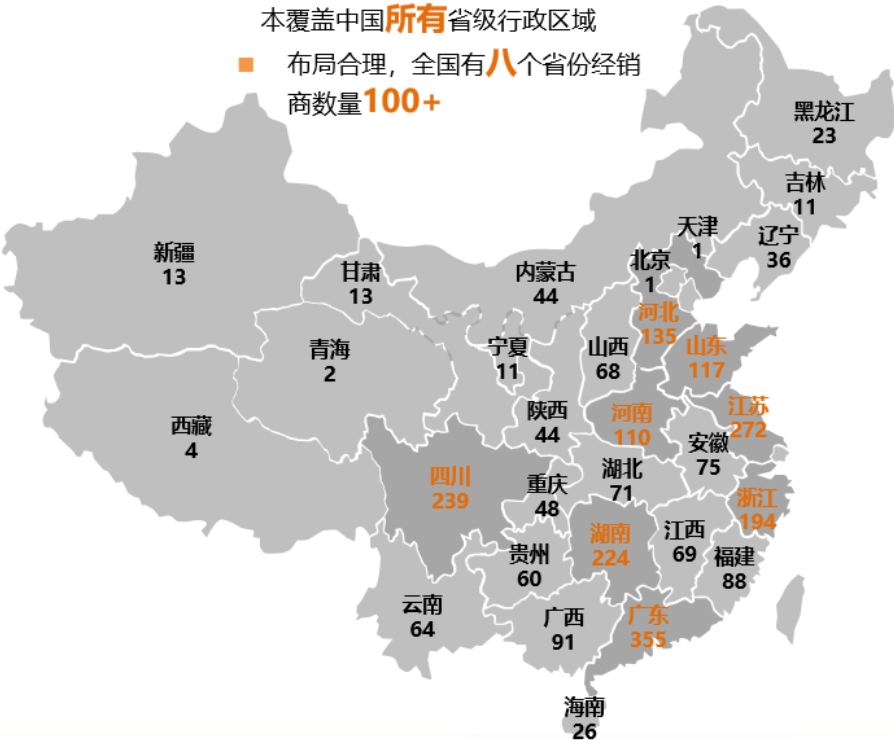 本覆盖中国所有省级行政区域
布局合理，全国有八个省份经销
商数量100+
黑龙江
23
吉林
11
天津
1
辽宁
36
新疆
13
甘肃
13
内蒙古
44
北京
1
河北
135
青海
2
宁夏
11
山西
68
山东
117
西藏
4
陕西
44
河南
110
江苏
272
安徽
75
四川
239
重庆
48
湖北
71
浙江
194
湖南
224
江西
69
贵州
60
福建
88
云南
64
广西
91
广东
355
海南
26